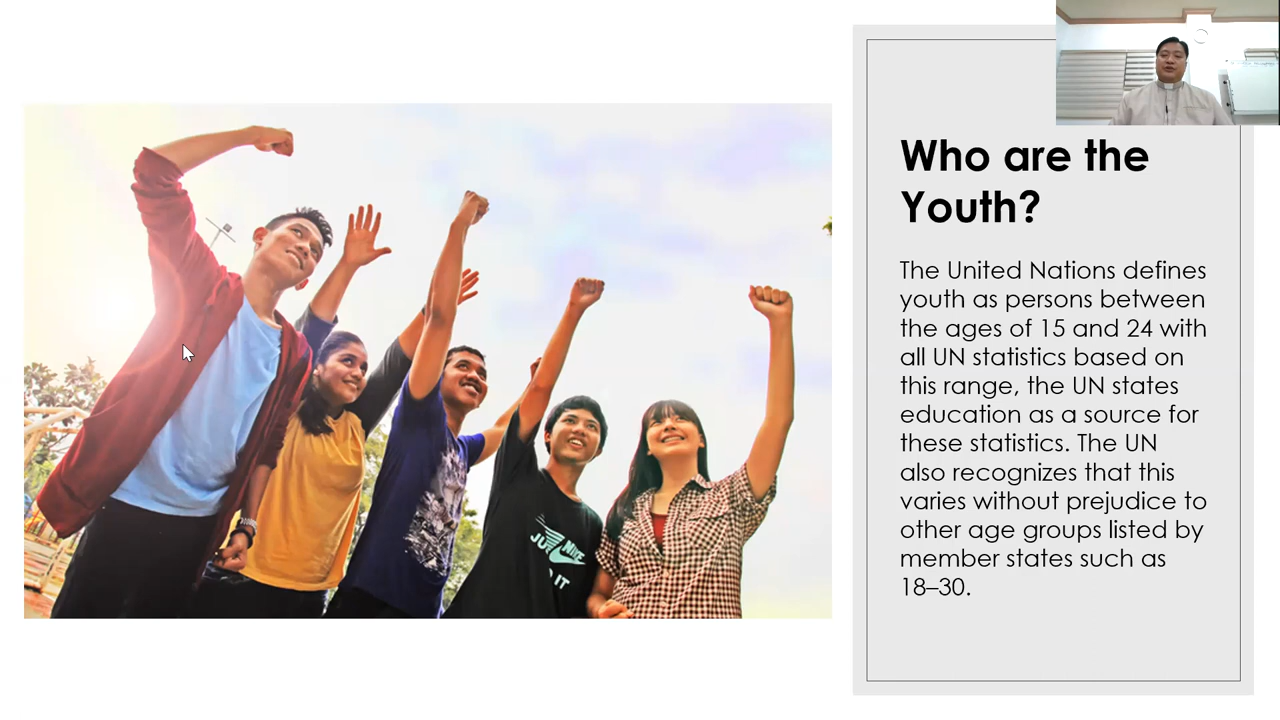 Who are the
Youth?
The United Nations defines
youth as persons between
the ages of 15 and 24 with
all UN statistics based on
this range, the UN states
education as a source for
these statistics. The UN
also recognizes that this
varies without prejudice to
other age groups listed by
member states such as
18–30.
NIKE
JU
IT